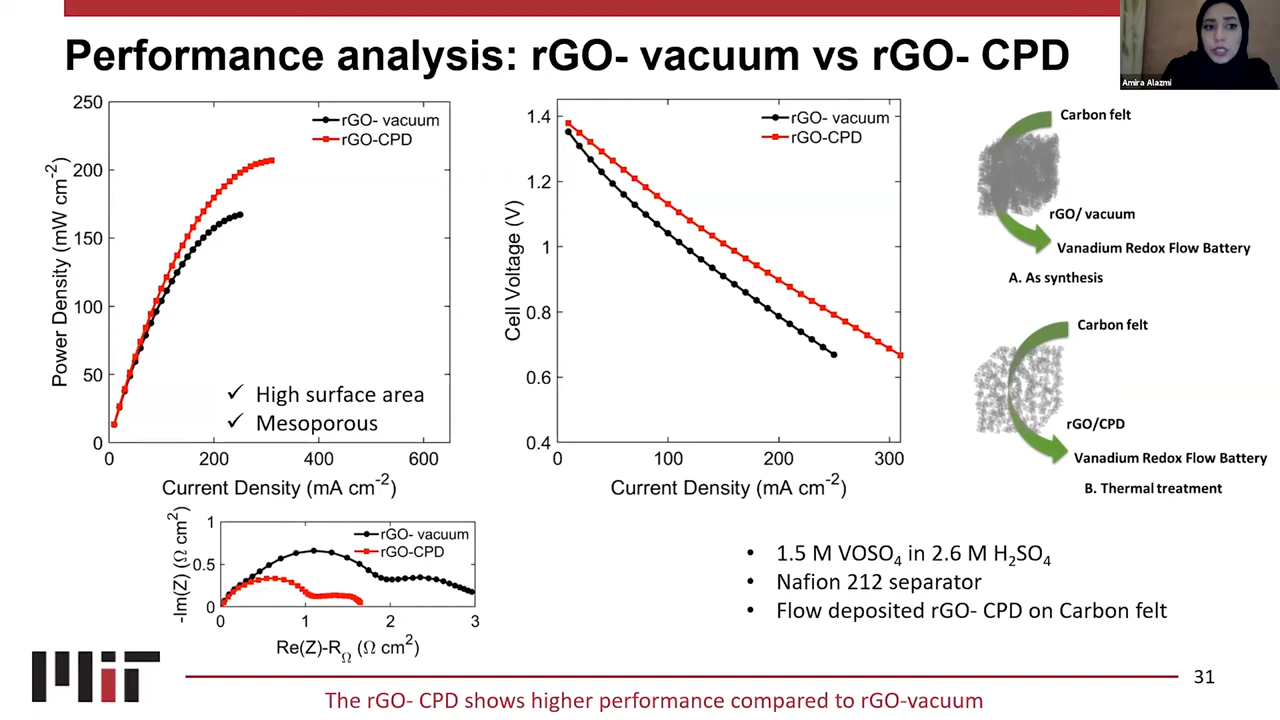 Performance analysis: rGO- vacuum vs rGO- CPD
Amira Alazmi
250
200
150
100
50
0
0
200
400
600
Power Density (mW cm-2)
Current Density (mA cm-2)
rGO- vacuum
rGO-CPD
✓ High surface area
✓ Mesoporous
1.4
1.2
1
0.8
0.6
0.4
0
100
200
300
Cell Voltage (V)
Current Density (mA cm-2)
rGO- vacuum
rGO-CPD
Carbon felt
rGO/ vacuum
Vanadium Redox Flow Battery
A. As synthesis
Carbon felt
rGO/CPD
Vanadium Redox Flow Battery
B. Thermal treatment
1
0.5
0
0
1
2
3
-Im(Z) (Ω cm2)
Re(Z)-RΩ (Ω cm2)
rGO- vacuum
rGO-CPD
• 1.5 M VOSO4 in 2.6 M H2SO4
• Nafion 212 separator
• Flow deposited rGO- CPD on Carbon felt
MIT
31
The rGO- CPD shows higher performance compared to rGO-vacuum